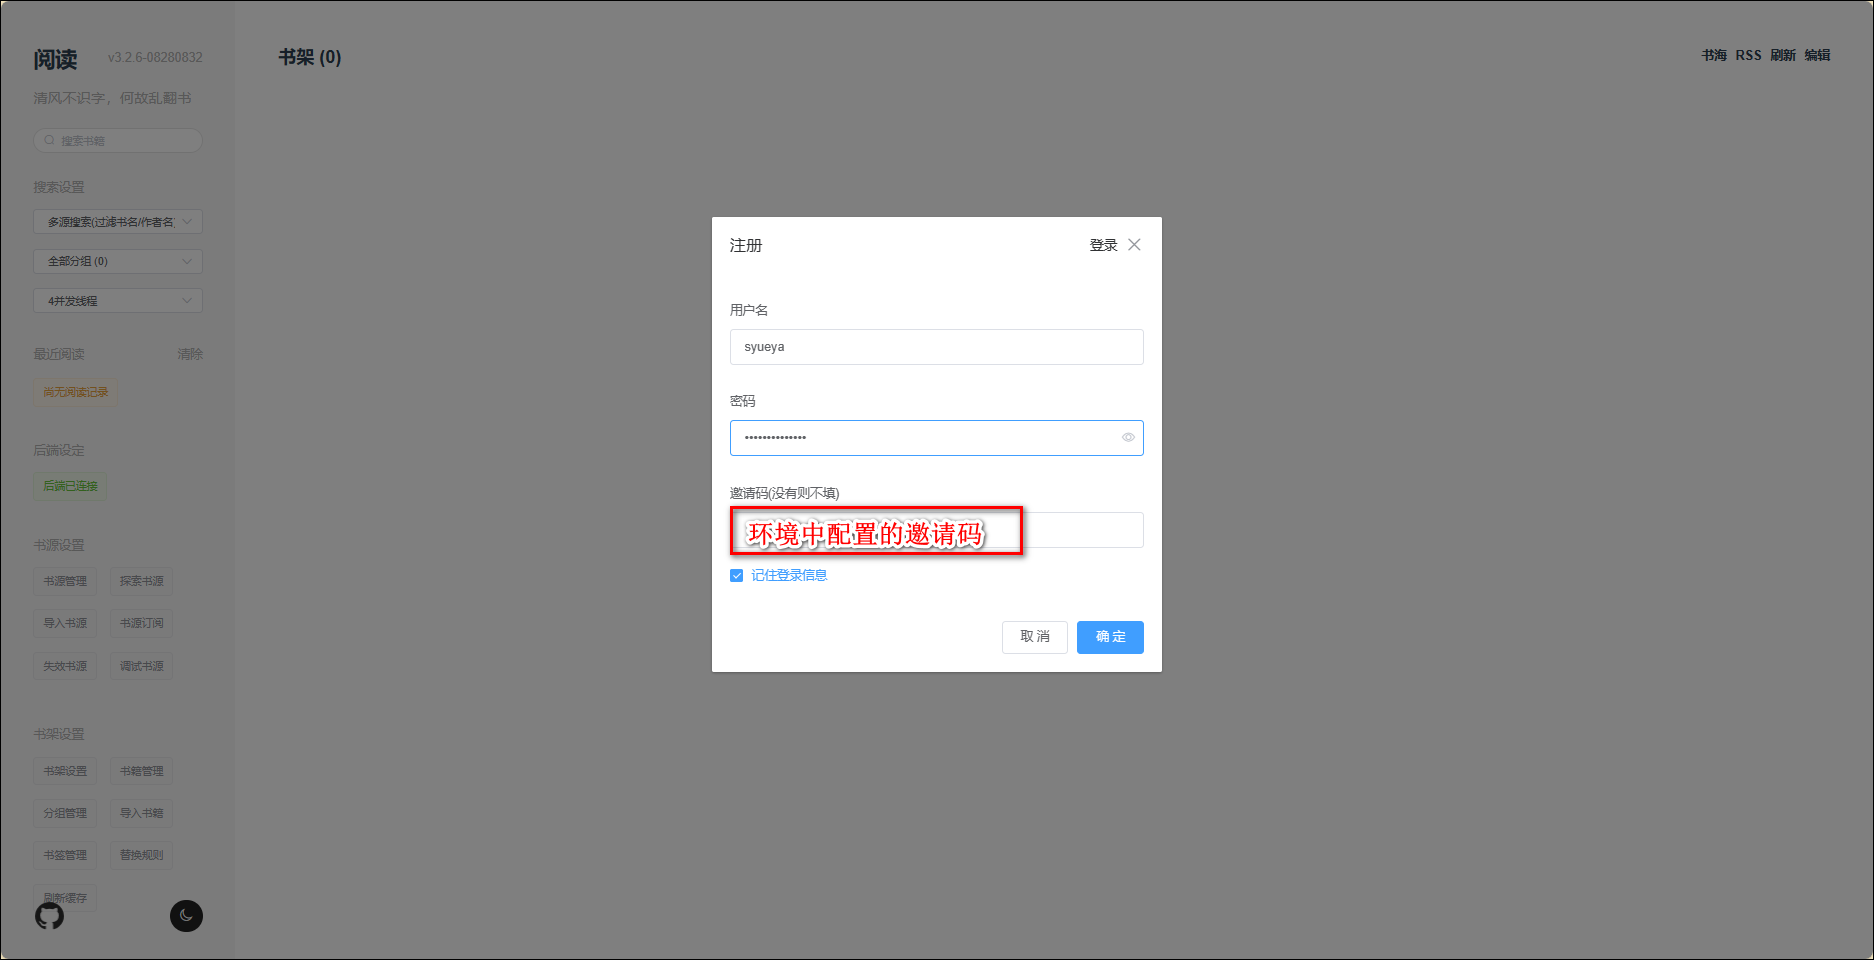 阅读 v3.2.6-08280832
清风不识字，何故乱翻书
搜索书籍
搜索设置
多源搜索(过滤书名/作者名)
全部分组 (0)
4并发线程
最近阅读 清除
尚无阅读记录
后端设定
后端已连接
书源设置
书源管理 探索书源
导入书源 书源订阅
失效书源 调试书源
书架设置
书架设置 书籍管理
分组管理 导入书籍
书签管理 替换规则
刷新缓存
书架 (0)
书海 RSS 刷新 编辑
注册 登录
用户名
syueya
密码
••••••••••••••
邀请码(没有则不填)
环境中配置的邀请码
记住登录信息
取消 确定